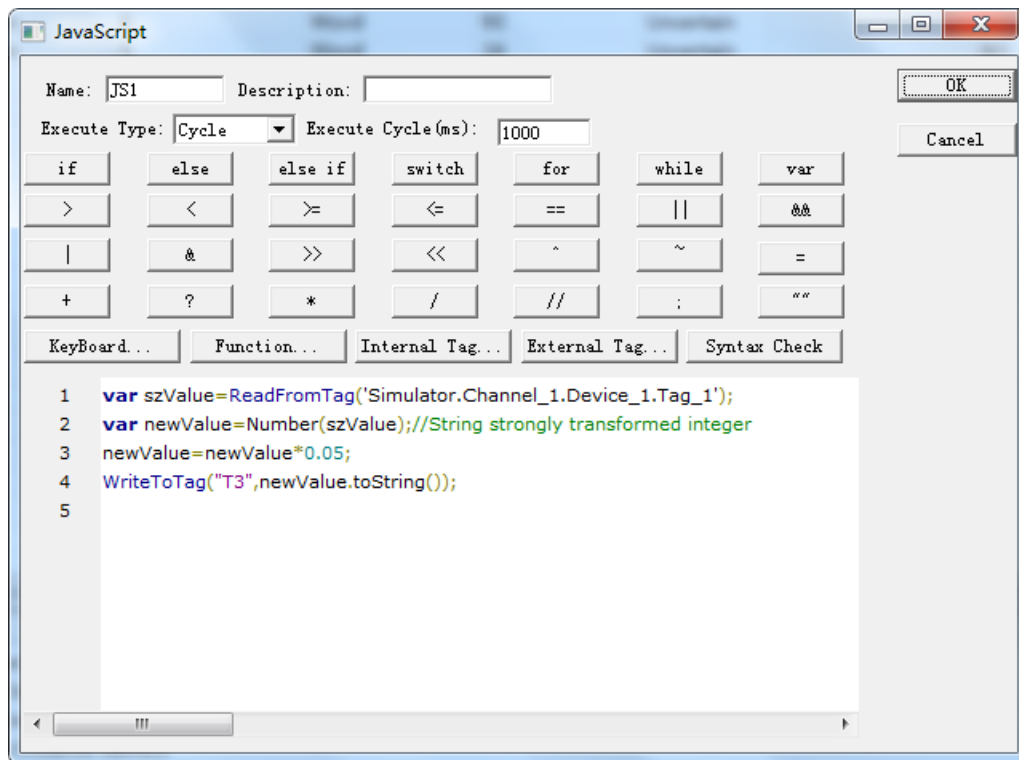 JavaScript
Name: JS1 Description: OK
Execute Type: Cycle Execute Cycle(ms): 1000 Cancel
if else else if switch for while var
> < >= <= == || &&
| & >> << ^ ~ =
+ ? * / // ; ""
KeyBoard... Function... Internal Tag... External Tag... Syntax Check
1 var szValue=ReadFromTag('Simulator.Channel_1.Device_1.Tag_1');
2 var newValue=Number(szValue);//String strongly transformed integer
3 newValue=newValue*0.05;
4 WriteToTag("T3",newValue.toString());
5